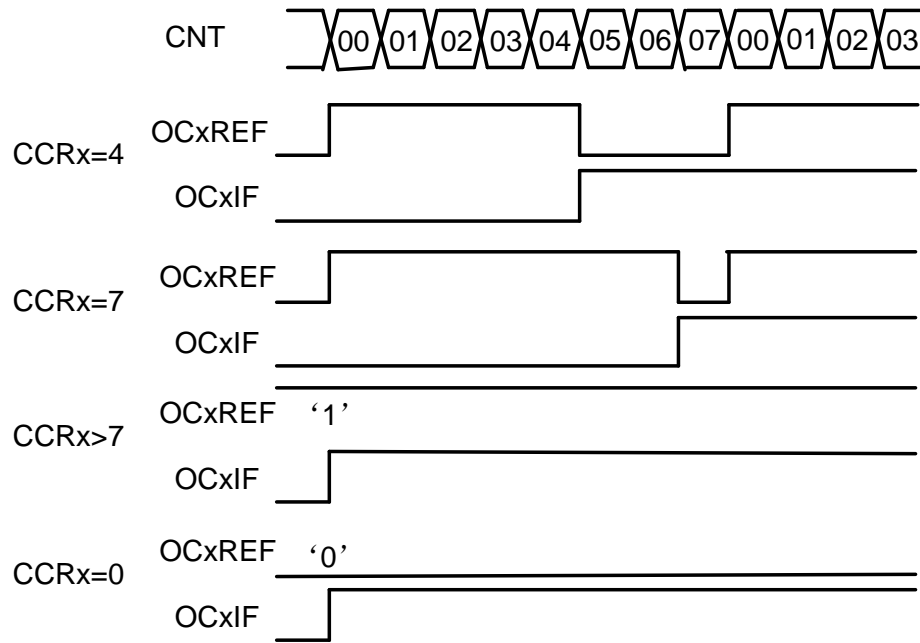 CNT 00 01 02 03 04 05 06 07 00 01 02 03
OCxREF
CCRx=4
OCxIF
OCxREF
CCRx=7
OCxIF
OCxREF ‘1’
CCRx>7
OCxIF
OCxREF ‘0’
CCRx=0
OCxIF